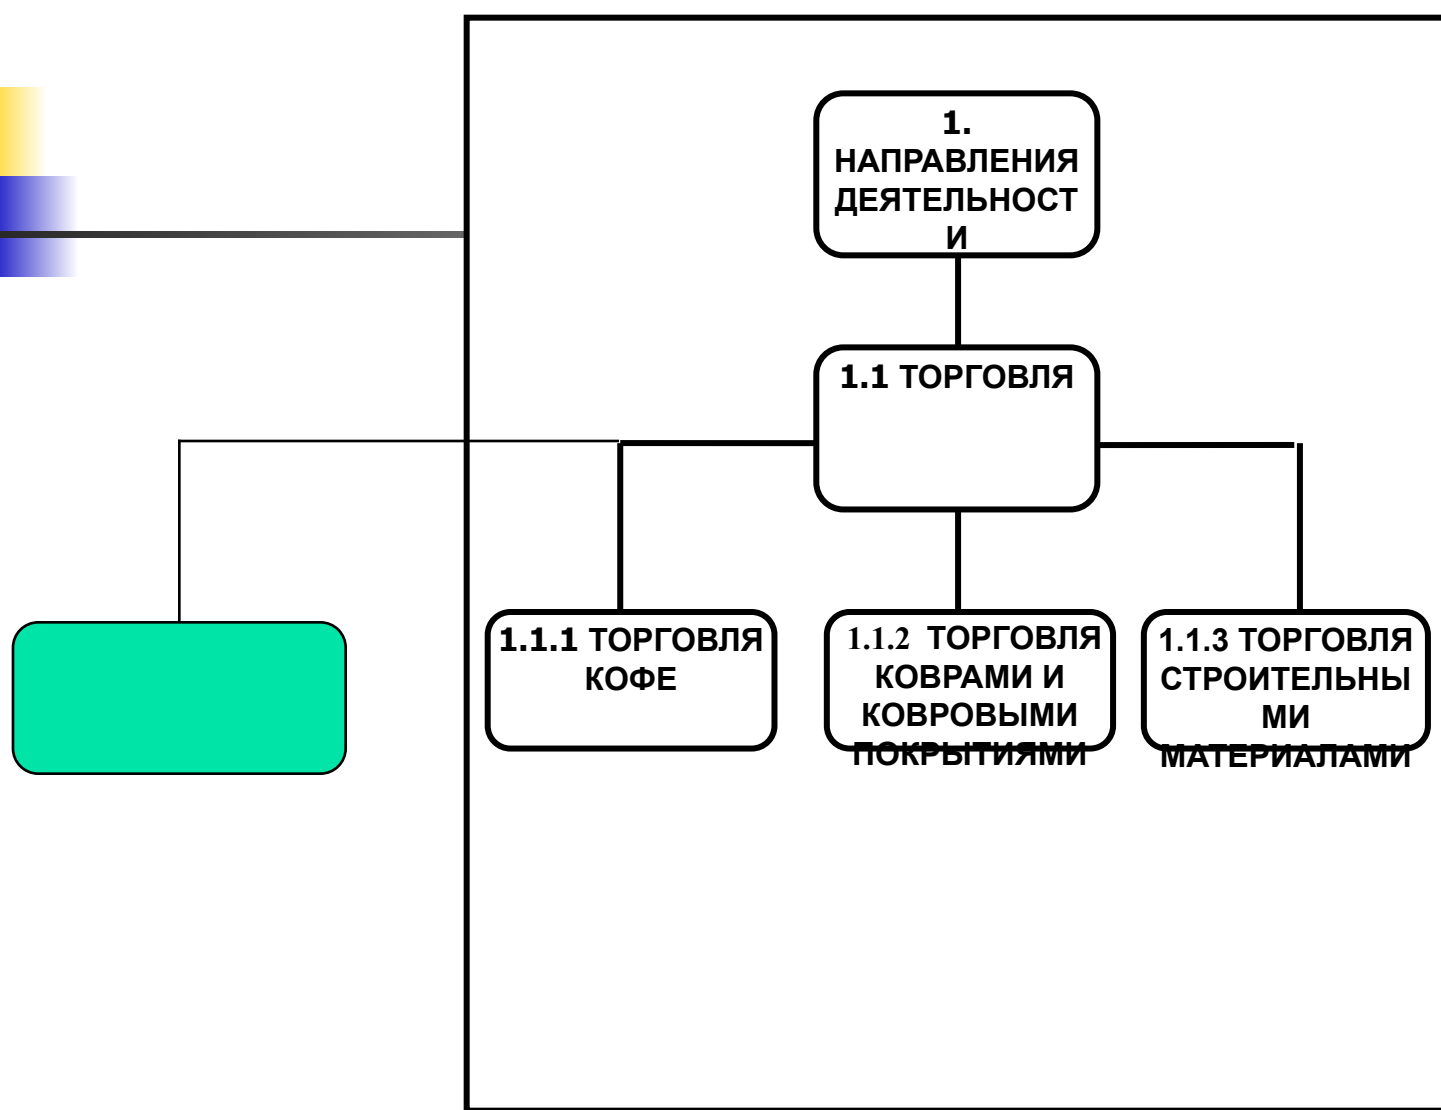 1.
НАПРАВЛЕНИЯ
ДЕЯТЕЛЬНОСТ
И
1.1 ТОРГОВЛЯ
1.1.1 ТОРГОВЛЯ
КОФЕ
1.1.2 ТОРГОВЛЯ
КОВРАМИ И
КОВРОВЫМИ
ПОКРЫТИЯМИ
1.1.3 ТОРГОВЛЯ
СТРОИТЕЛЬНЫ
МИ
МАТЕРИАЛАМИ